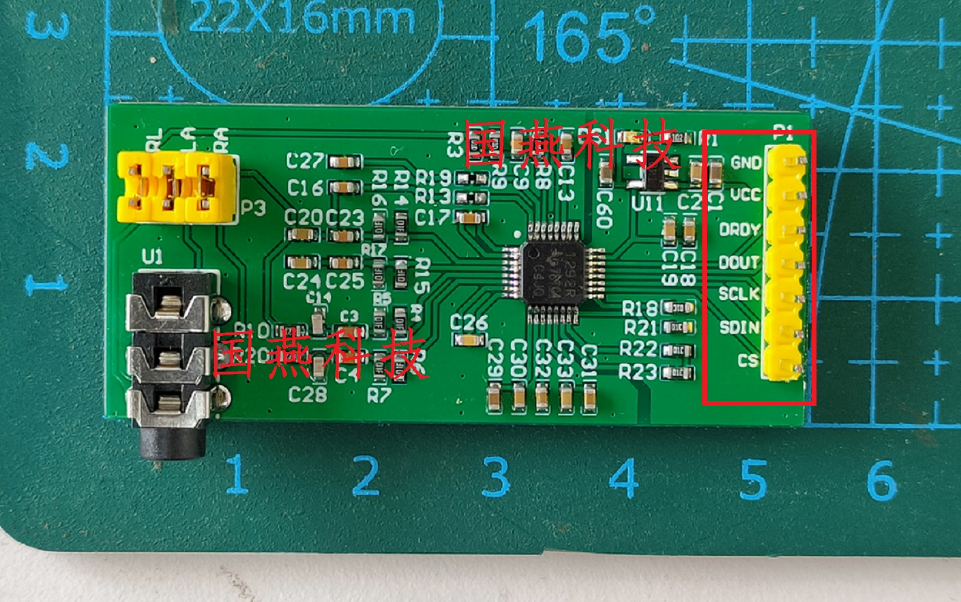 3
22X16mm
165°
2
1
RL
LA
RA
P3
U1
C27
C16
C20
C23
C24
C25
R16
R14
R17
R15
C14
C3
R5
R10
C28
R7
R3
R19
R13
C17
R9
C9
R8
C13
C60
U11
C1
C19
C18
C26
R18
R21
R22
R23
C29
C30
C32
C33
C31
P1
GND
VCC
DRDY
DOUT
SCLK
SDIN
CS
国燕科技
国燕科技
1
2
3
4
5
6